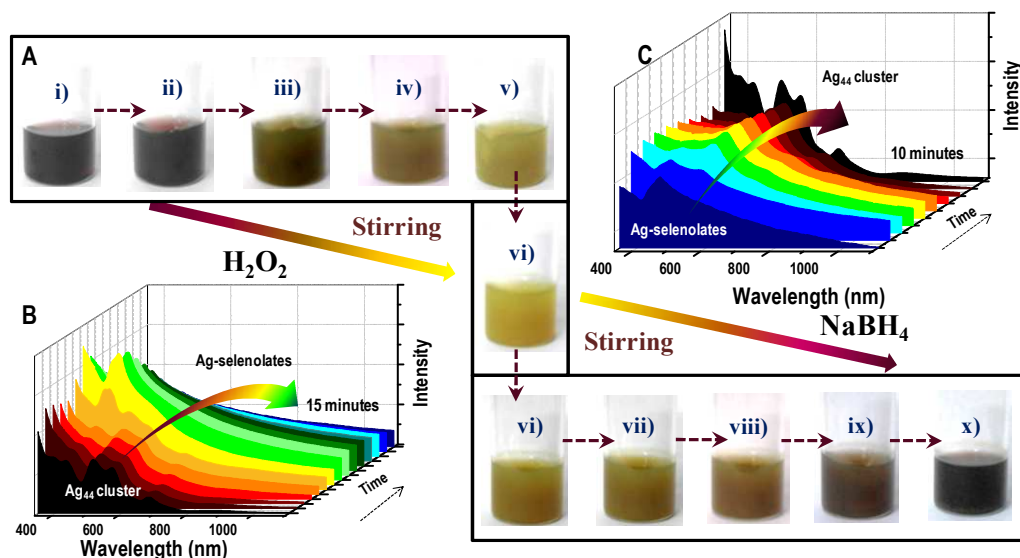 A
i)
ii)
iii)
iv)
v)
C
Ag44 cluster
10 minutes
Ag-selenolates
Intensity
Time
400
600
800
1000
Wavelength (nm)
Stirring
H2O2
vi)
Stirring
NaBH4
B
Ag-selenolates
15 minutes
Ag44 cluster
Intensity
Time
400
600
800
1000
Wavelength (nm)
vi)
vii)
viii)
ix)
x)